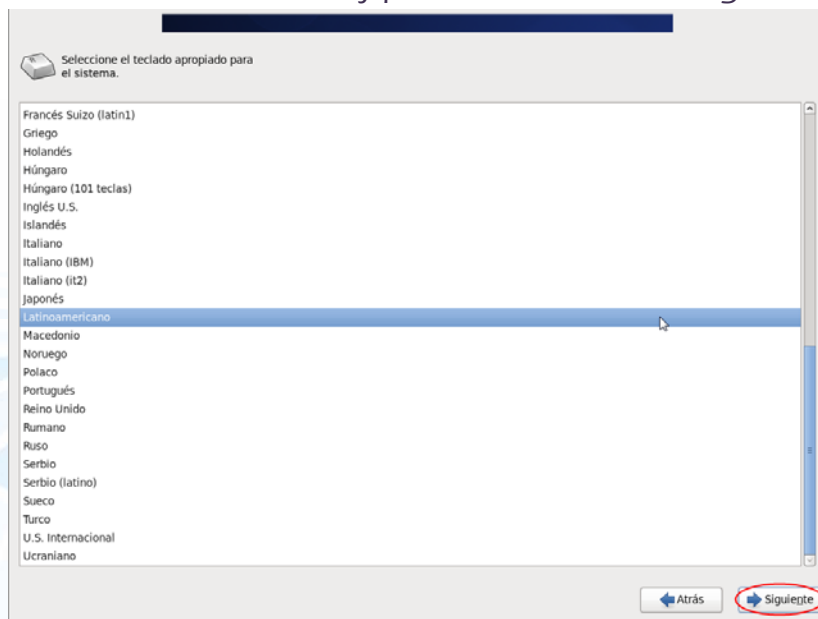 Seleccione el teclado apropiado para
el sistema.
Francés Suizo (latin1)
Griego
Holandés
Húngaro
Húngaro (101 teclas)
Inglés U.S.
Islandés
Italiano
Italiano (IBM)
Italiano (it2)
Japonés
Latinoamericano
Macedonio
Noruego
Polaco
Portugués
Reino Unido
Rumano
Ruso
Serbio
Serbio (latino)
Sueco
Turco
U.S. Internacional
Ucraniano
Atrás
Siguiente